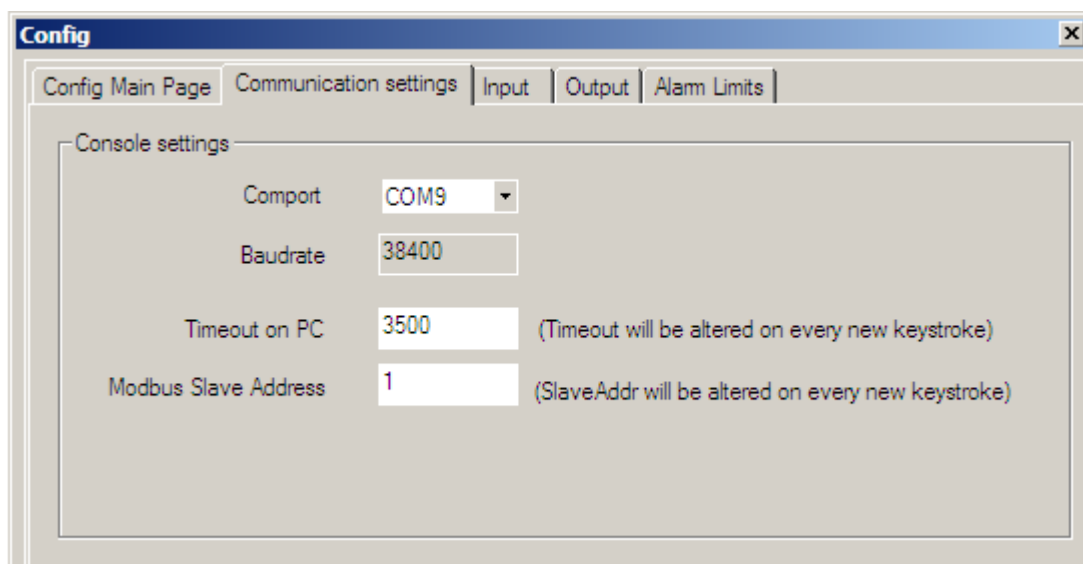 Config
Config Main Page Communication settings Input Output Alarm Limits
Console settings
Comport COM9
Baudrate 38400
Timeout on PC 3500 (Timeout will be altered on every new keystroke)
Modbus Slave Address 1 (SlaveAddr will be altered on every new keystroke)